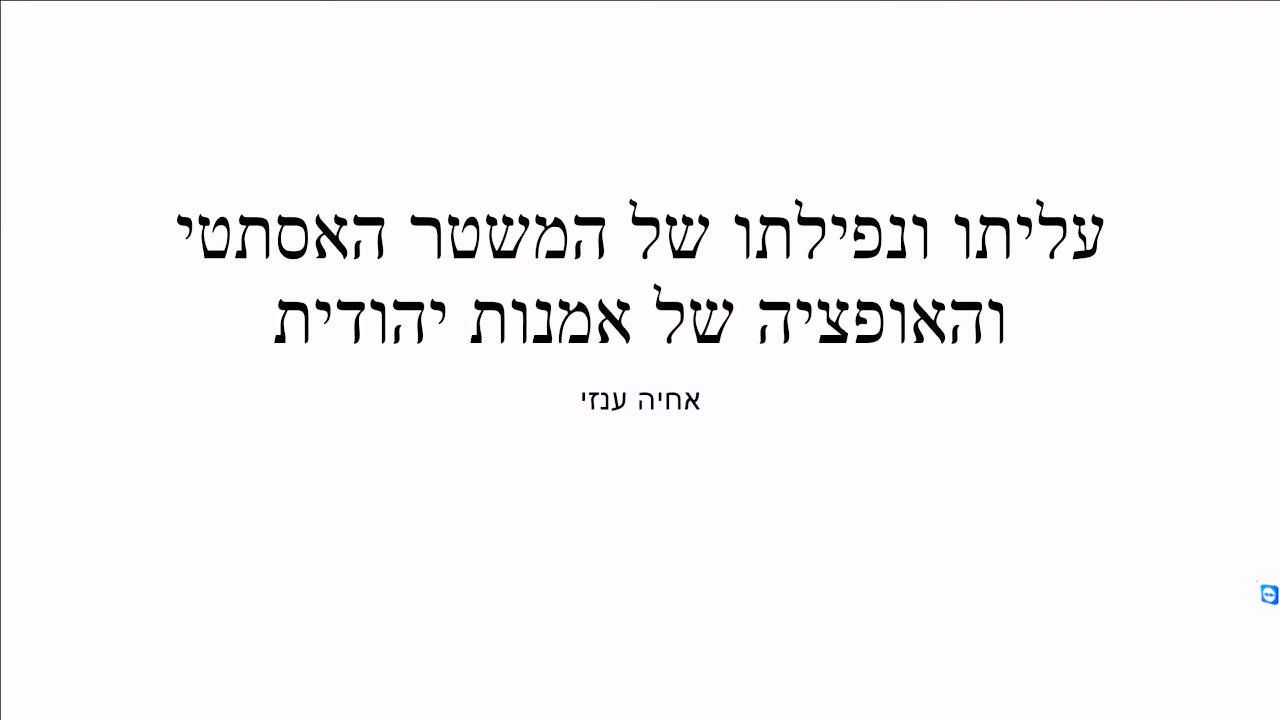 עליתו ונפילתו של המשטר האסתטי
והאופציה של אמנות יהודית
אחיה ענזי